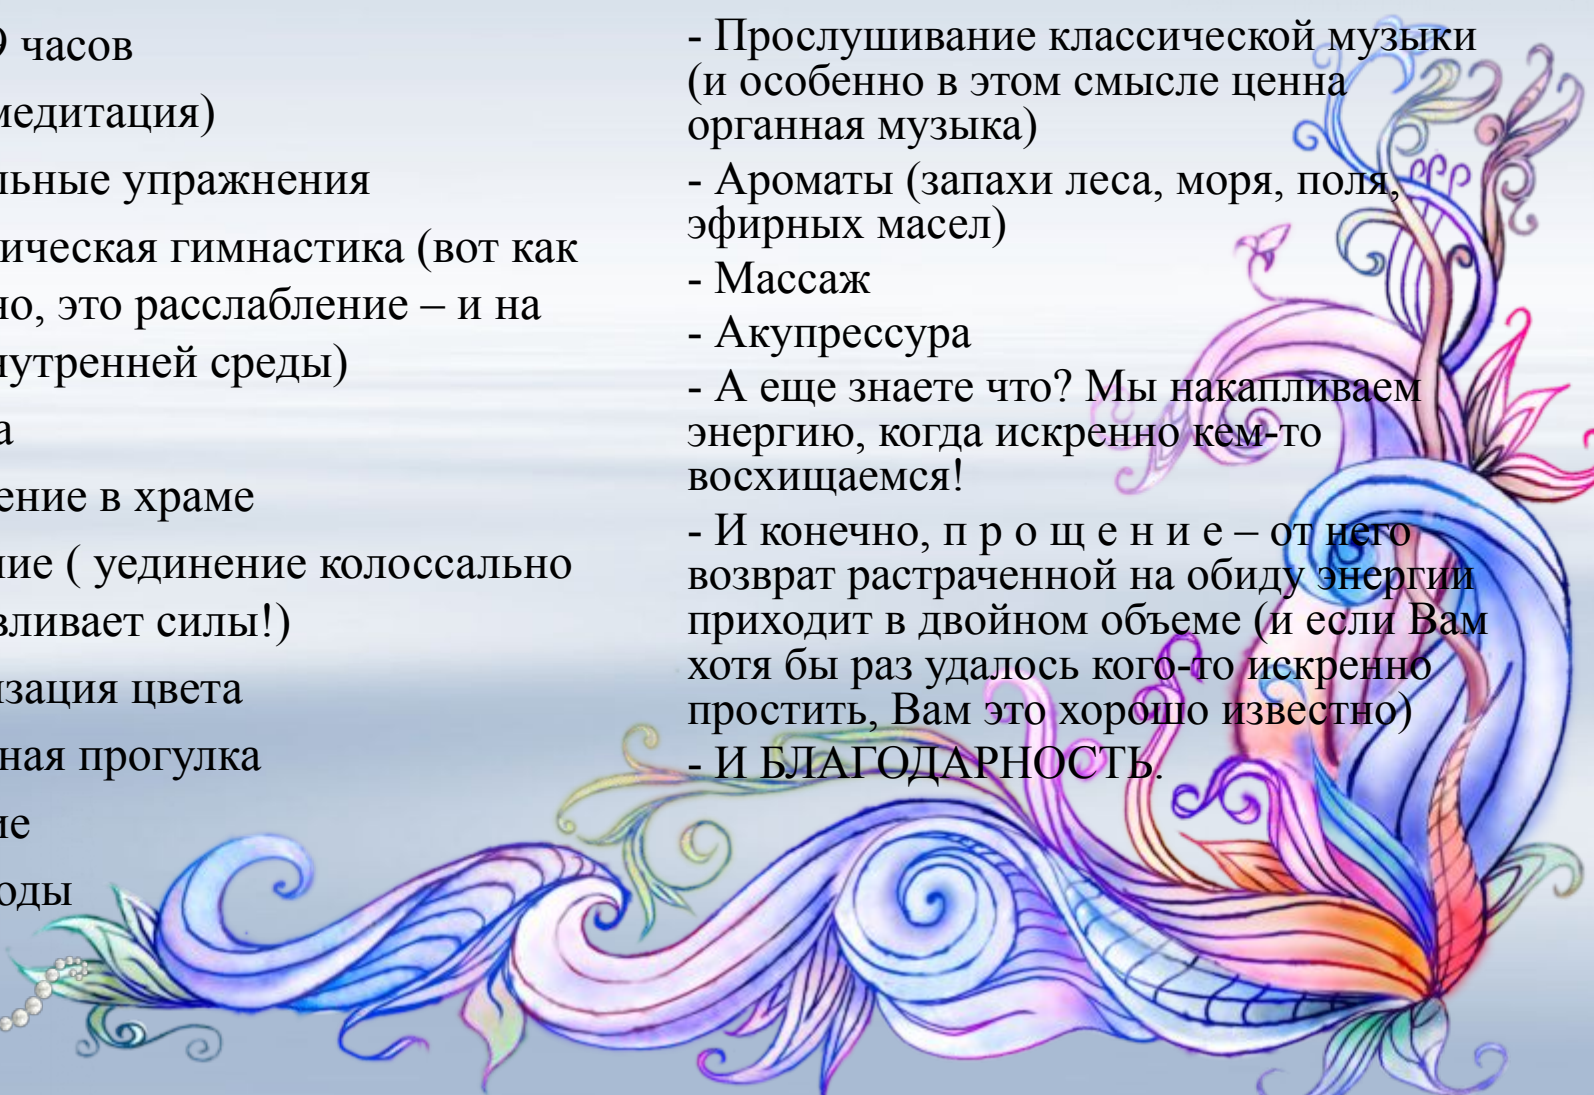 9 часов
медитация)
льные упражнения
ическая гимнастика (вот как
но, это расслабление – и на
нутренней среды)
а
ение в храме
ние ( уединение колоссально
вливает силы!)
изация цвета
ная прогулка
ие
оды
- Прослушивание классической музыки
(и особенно в этом смысле ценна
органная музыка)
- Ароматы (запахи леса, моря, поля,
эфирных масел)
- Массаж
- Акупрессура
- А еще знаете что? Мы накапливаем
энергию, когда искренно кем-то
восхищаемся!
- И конечно, п р о щ е н и е – от него
возврат растраченной на обиду энергии
приходит в двойном объеме (и если Вам
хотя бы раз удалось кого-то искренно
простить, Вам это хорошо известно)
- И БЛАГОДАРНОСТЬ.